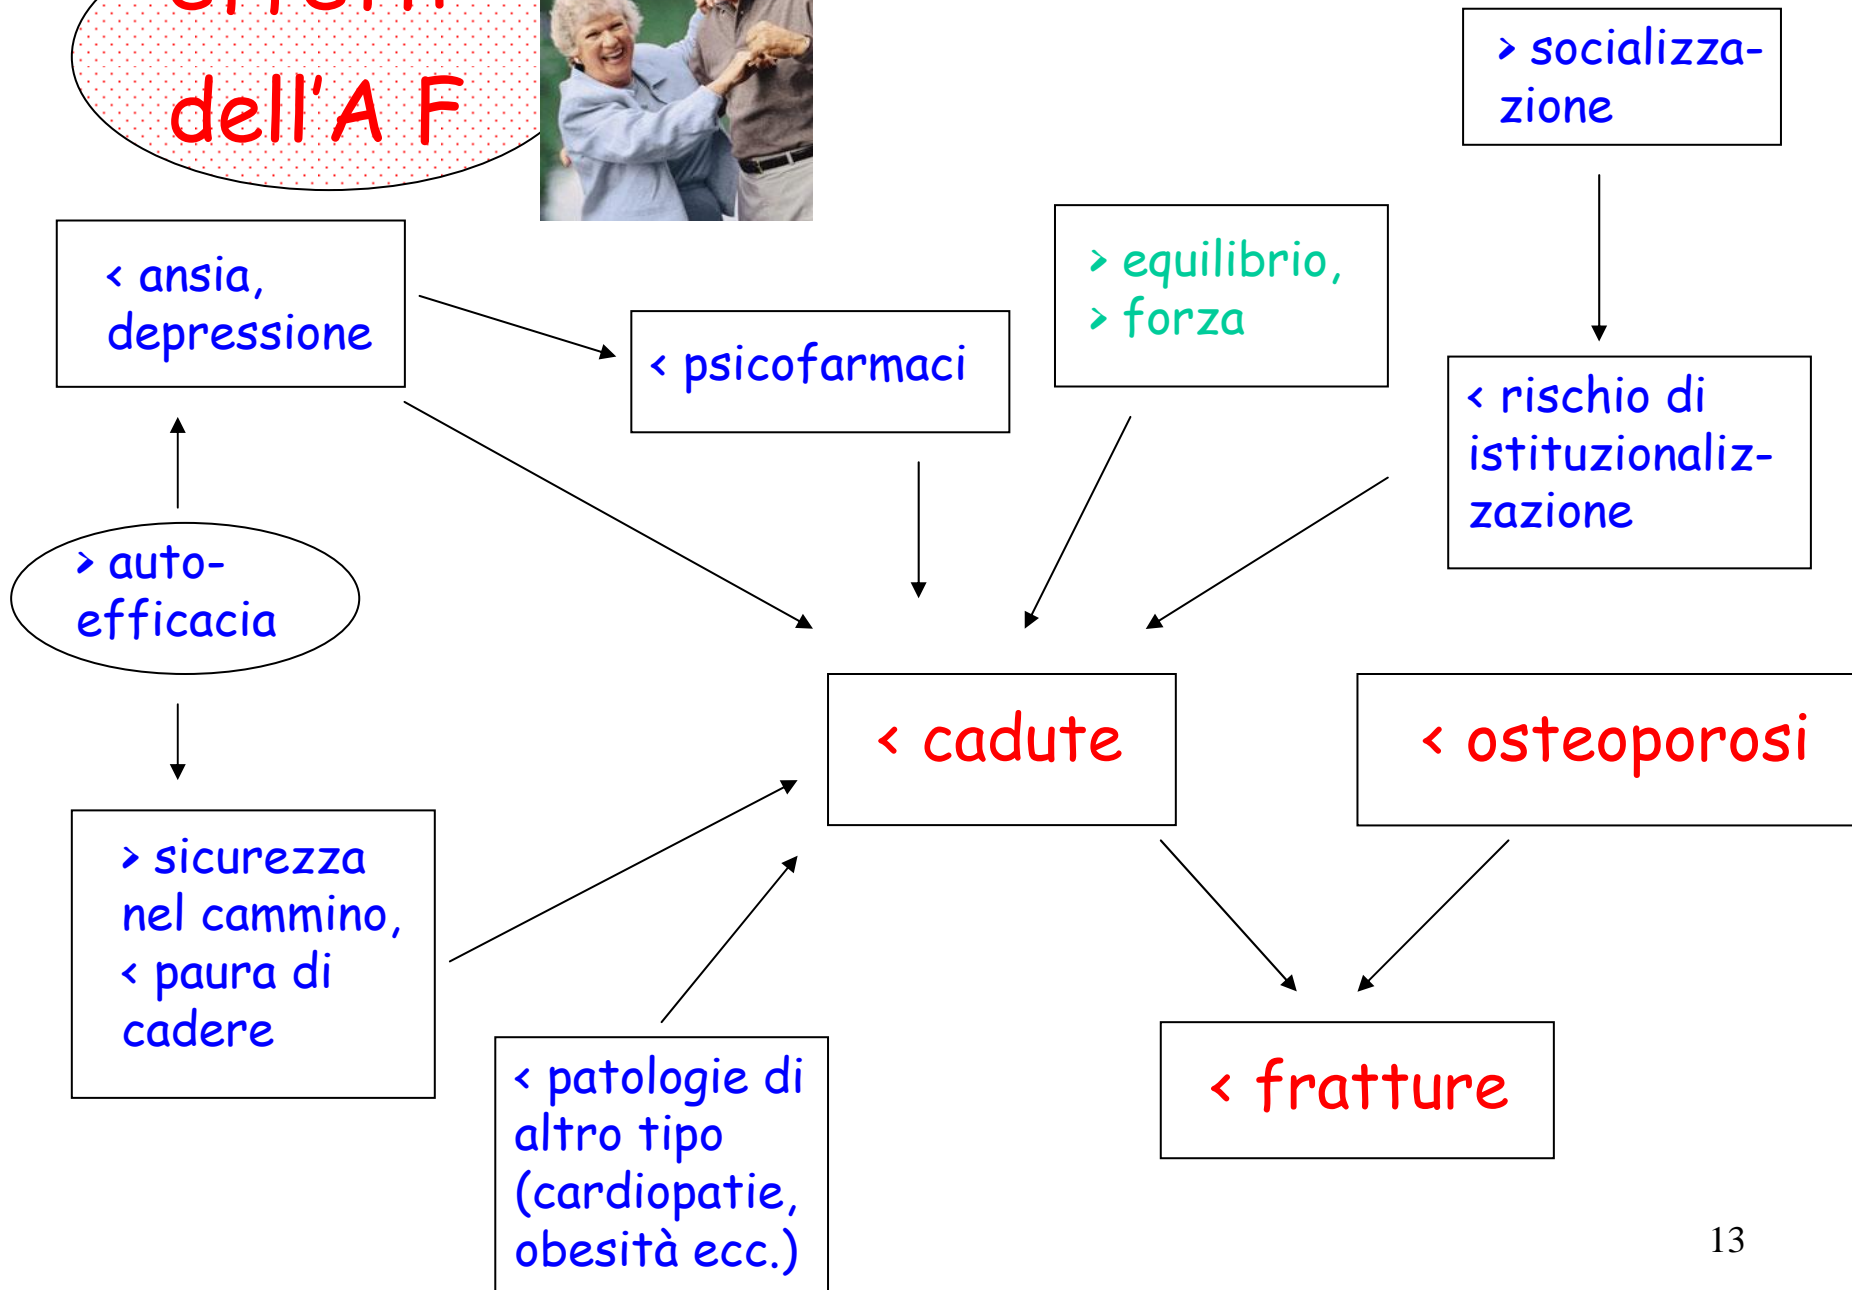 dell'A F
> socializza-
zione
< ansia,
depressione
< psicofarmaci
> equilibrio,
> forza
< rischio di
istituzionaliz-
zazione
> auto-
efficacia
< cadute
< osteoporosi
> sicurezza
nel cammino,
< paura di
cadere
< patologie di
altro tipo
(cardiopatie,
obesità ecc.)
< fratture
13